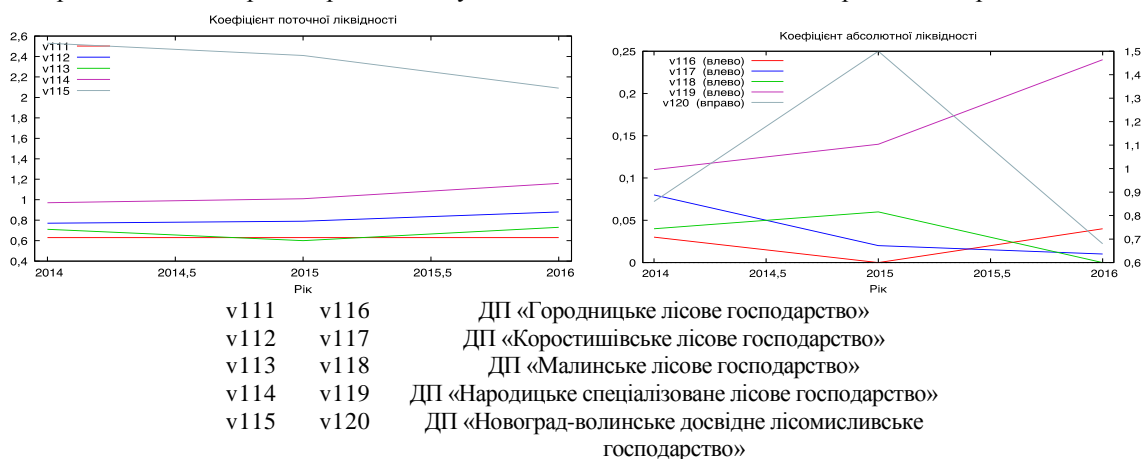 Коефіцієнт поточної ліквідності
2,6
2,4
2,2
2
1,8
1,6
1,4
1,2
1
0,8
0,6
0,4
v111
v112
v113
v114
v115
2014 2014,5 2015 2015,5 2016
Рік
Коефіцієнт абсолютної ліквідності
0,25
0,2
0,15
0,1
0,05
0
v116 (влево)
v117 (влево)
v118 (влево)
v119 (влево)
v120 (вправо)
1,5
1,4
1,3
1,2
1,1
1
0,9
0,8
0,7
0,6
2014 2014,5 2015 2015,5 2016
Рік
v111 v116 ДП «Городницьке лісове господарство»
v112 v117 ДП «Коростишівське лісове господарство»
v113 v118 ДП «Малинське лісове господарство»
v114 v119 ДП «Народицьке спеціалізоване лісове господарство»
v115 v120 ДП «Новоград-волинське досвідне лісомисливське
господарство»